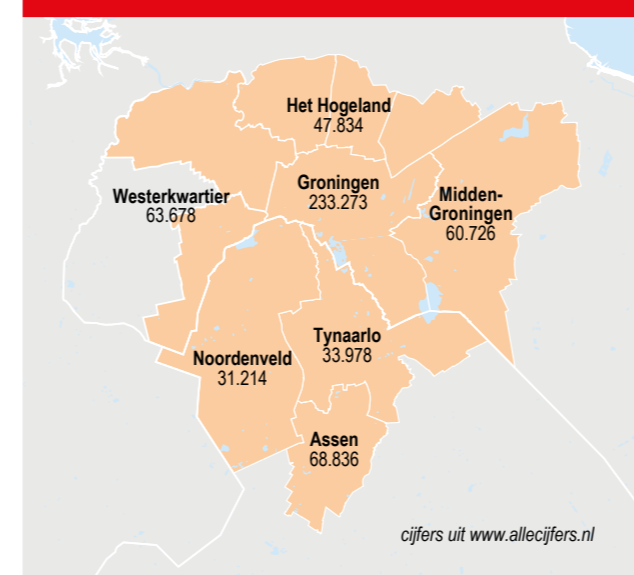 Het Hogeland
47.834
Groningen
233.273
Westerkwartier
63.678
Midden-
Groningen
60.726
Tynaarlo
33.978
Noordenveld
31.214
Assen
68.836
cijfers uit www.allecijfers.nl